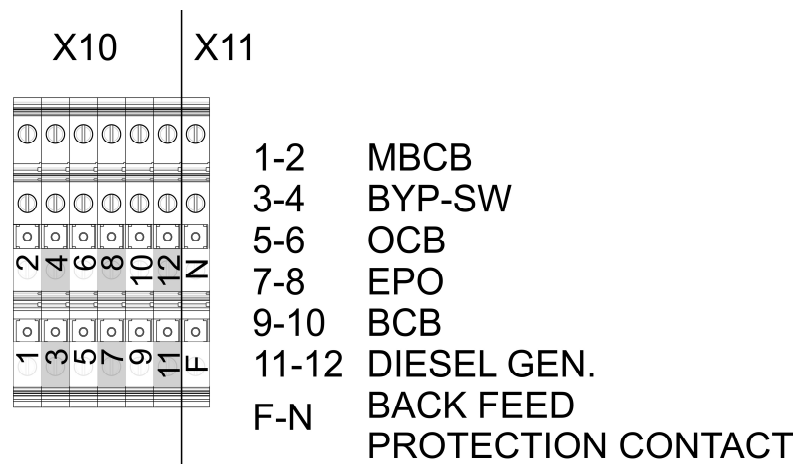 X10 X11
2 4 6 8 10 12 N
1 3 5 7 9 11 F
1-2 MBCB
3-4 BYP-SW
5-6 OCB
7-8 EPO
9-10 BCB
11-12 DIESEL GEN.
F-N BACK FEED
PROTECTION CONTACT